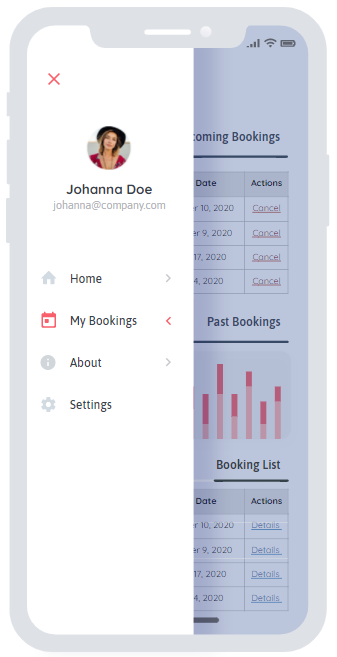 Johanna Doe
johanna@company.com
Home
My Bookings
About
Settings
coming Bookings
Date Actions
er 10, 2020 Cancel
er 9, 2020 Cancel
17, 2020 Cancel
4, 2020 Cancel
Past Bookings
Booking List
Date Actions
er 10, 2020 Details
er 9, 2020 Details
17, 2020 Details
4, 2020 Details